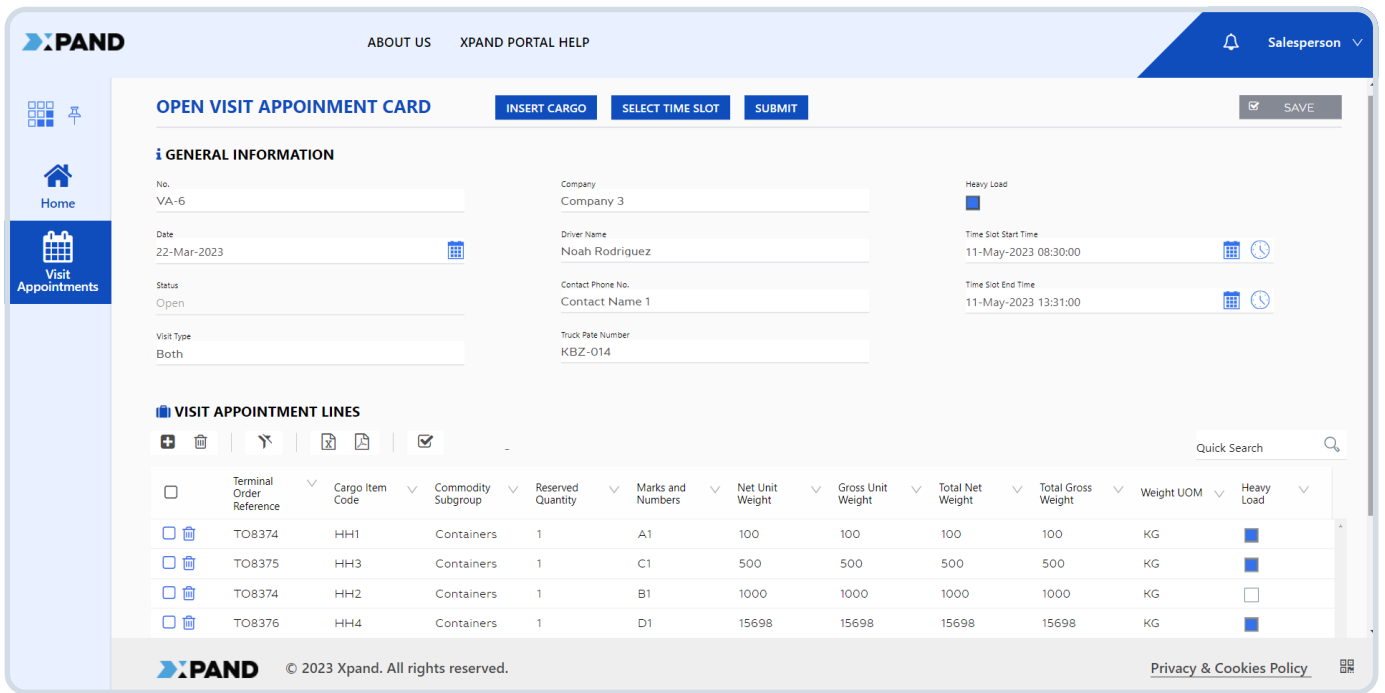 XPAND
ABOUT US XPAND PORTAL HELP
Salesperson
OPEN VISIT APPOINMENT CARD
INSERT CARGO
SELECT TIME SLOT
SUBMIT
SAVE
Home
Visit
Appointments
GENERAL INFORMATION
No.
VA-6
Company
Company 3
Heavy Load
Date
22-Mar-2023
Driver Name
Noah Rodriguez
Time Slot Start Time
11-May-2023 08:30:00
Status
Open
Contact Phone No.
Contact Name 1
Time Slot End Time
11-May-2023 13:31:00
Visit Type
Both
Truck Pate Number
KBZ-014
VISIT APPOINTMENT LINES
-
Quick Search
Terminal
Order
Reference
Cargo Item
Code
Commodity
Subgroup
Reserved
Quantity
Marks and
Numbers
Net Unit
Weight
Gross Unit
Weight
Total Net
Weight
Total Gross
Weight
Weight UOM
Heavy
Load
TO8374 HH1 Containers 1 A1 100 100 100 100 KG
TO8375 HH3 Containers 1 C1 500 500 500 500 KG
TO8374 HH2 Containers 1 B1 1000 1000 1000 1000 KG
TO8376 HH4 Containers 1 D1 15698 15698 15698 15698 KG
XPAND © 2023 Xpand. All rights reserved.
Privacy & Cookies Policy